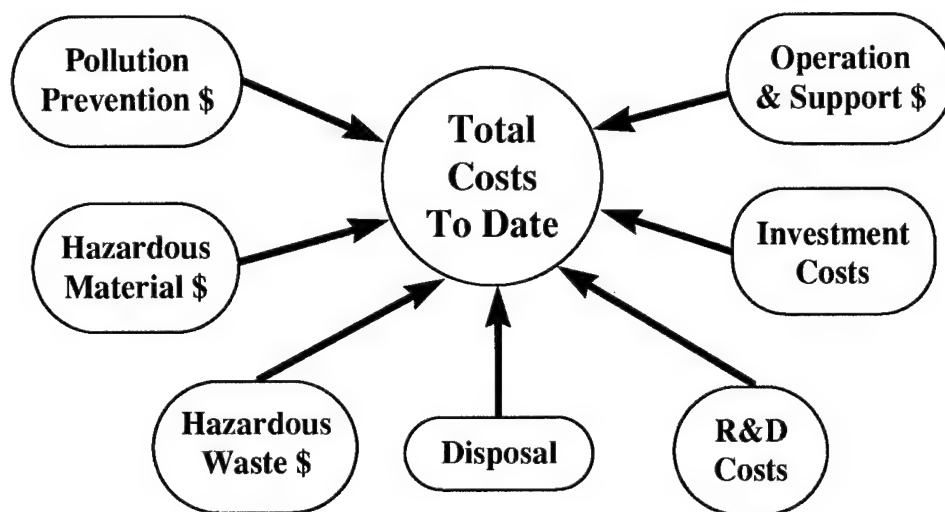 Pollution
Prevention $
Operation
& Support $
Total
Costs
To Date
Hazardous
Material $
Investment
Costs
Hazardous
Waste $
Disposal
R&D
Costs